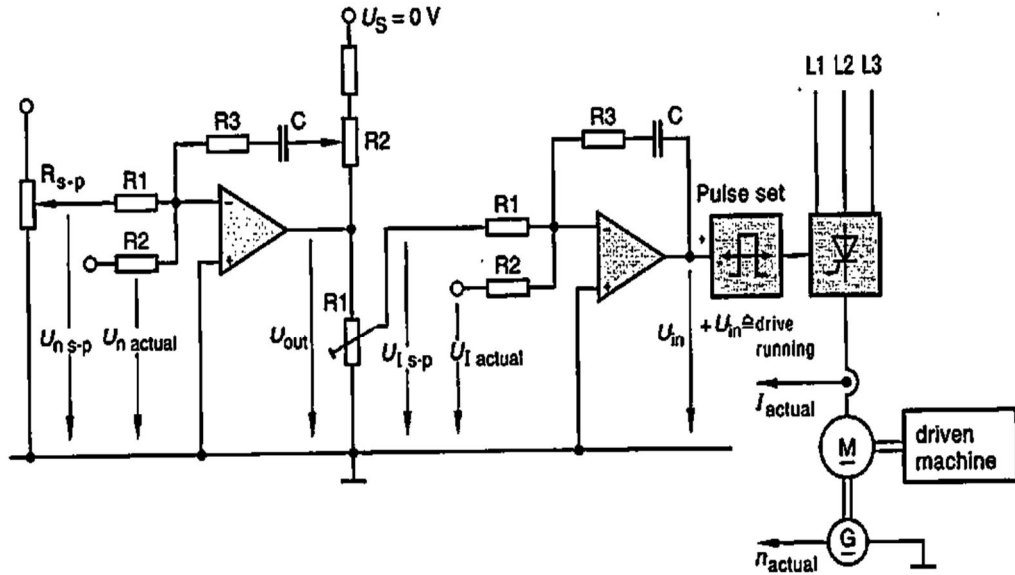 U_S = 0 V
L1 L2 L3
R3
C
R2
R3
C
R_s-p
R1
Pulse set
R1
R2
R2
R1
U_n s-p
U_n actual
U_out
U_I s-p
U_I actual
U_in
+ U_in ≙ drive
running
I_actual
M
driven
machine
G
n_actual